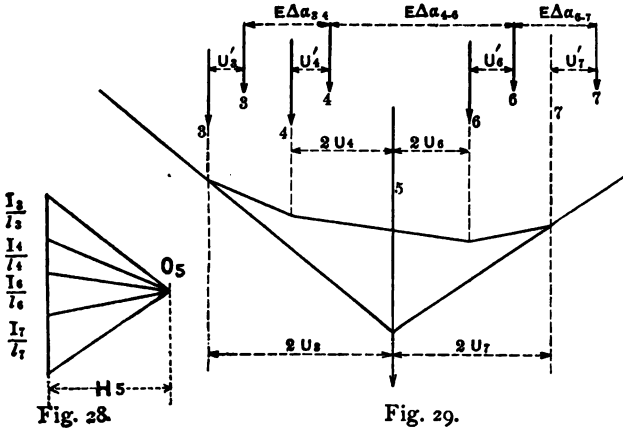 EΔα₃₋₄ EΔα₄₋₆ EΔα₆₋₇
U′₃ U′₄ U′₆ U′₇
3 4 6 7
3 4 6 7
2 U₄ 2 U₆
5
I₃/l₃
I₄/l₄
I₆/l₆
I₇/l₇
O₅
2 U₃ 2 U₇
H₅
Fig. 28. Fig. 29.